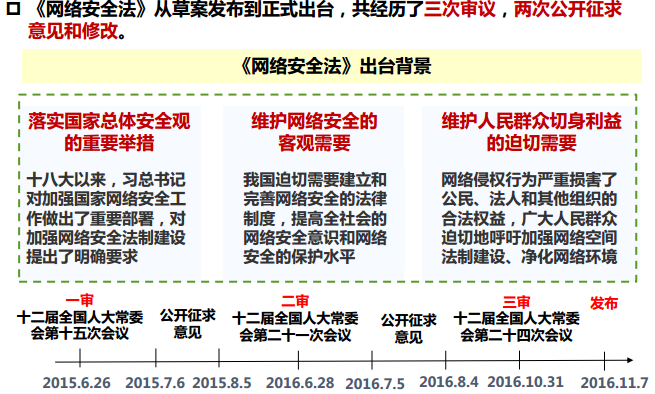 《网络安全法》从草案发布到正式出台，共经历了三次审议，两次公开征求
意见和修改。
《网络安全法》出台背景
落实国家总体安全观
的重要举措
十八大以来，习总书记
对加强国家网络安全工
作做出了重要部署，对
加强网络安全法制建设
提出了明确要求
维护网络安全的
客观需要
我国迫切需要建立和
完善网络安全的法律
制度，提高全社会的
网络安全意识和网络
安全的保护水平
维护人民群众切身利益
的迫切需要
网络侵权行为严重损害了
公民、法人和其他组织的
合法权益，广大人民群众
迫切地呼吁加强网络空间
法制建设、净化网络环境
一审
十二届全国人大常委
会第十五次会议
公开征求
意见
二审
十二届全国人大常委
会第二十一次会议
公开征求
意见
三审
十二届全国人大常委
会第二十四次会议
发布
2015.6.26
2015.7.6
2015.8.5
2016.6.28
2016.7.5
2016.8.4
2016.10.31
2016.11.7